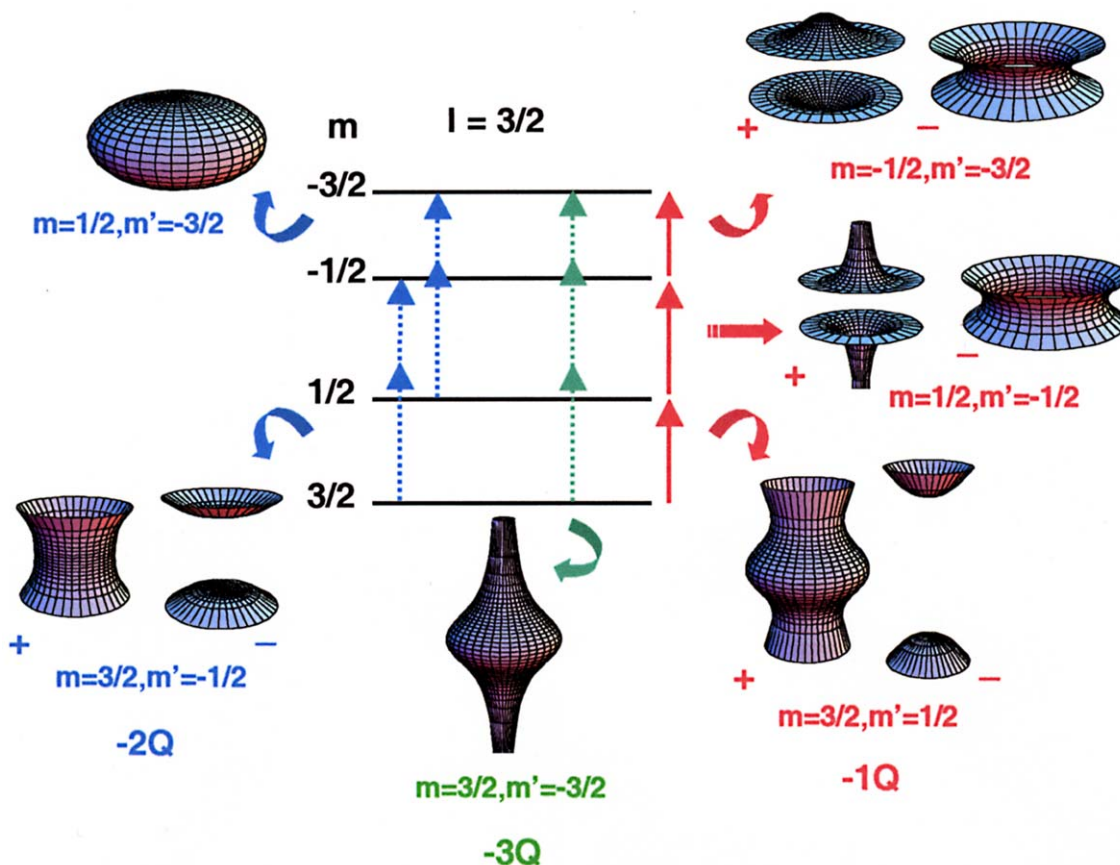 m
I = 3/2
-3/2
-1/2
1/2
3/2
m=1/2,m'=-3/2
+
−
m=3/2,m'=-1/2
-2Q
m=3/2,m'=-3/2
-3Q
+
−
m=-1/2,m'=-3/2
+
−
m=1/2,m'=-1/2
+
−
m=3/2,m'=1/2
-1Q